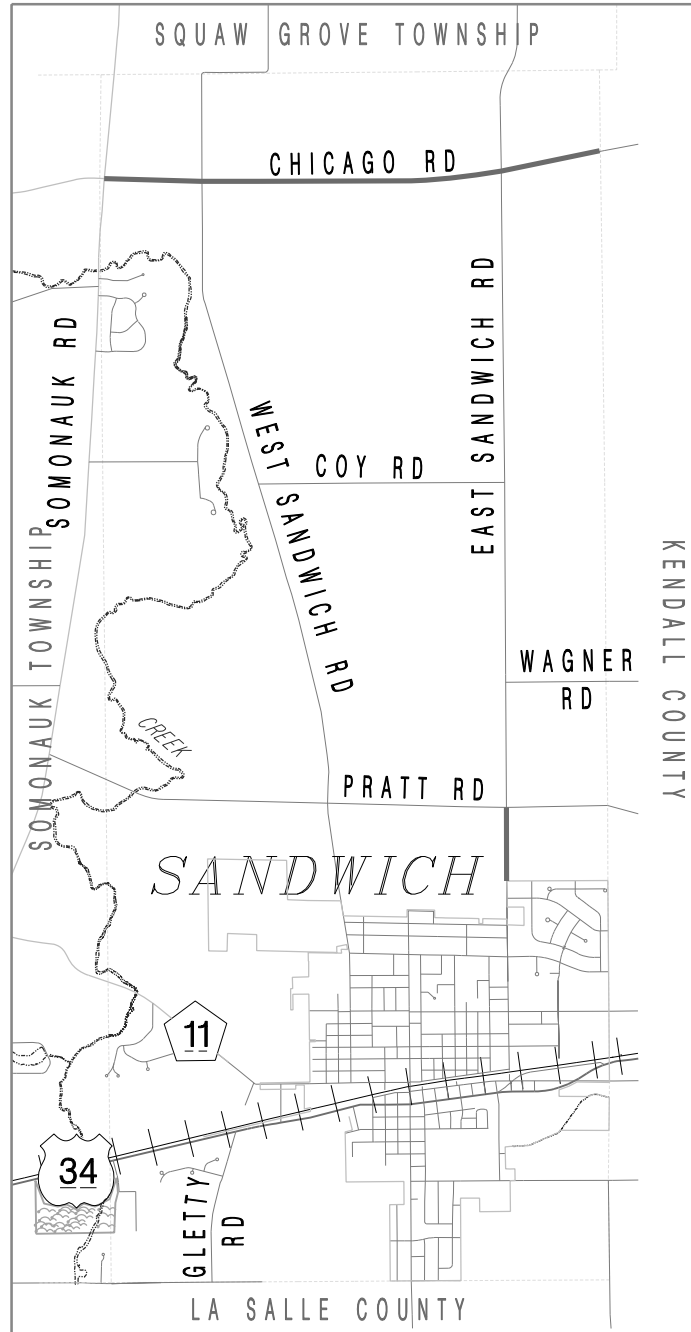 SQUAW GROVE TOWNSHIP
CHICAGO RD
SOMONAUK RD
EAST SANDWICH RD
WEST SANDWICH RD
COY RD
SOMONAUK TOWNSHIP
KENDALL COUNTY
WAGNER
RD
CREEK
PRATT RD
SANDWICH
11
34
GLETTY
RD
LA SALLE COUNTY